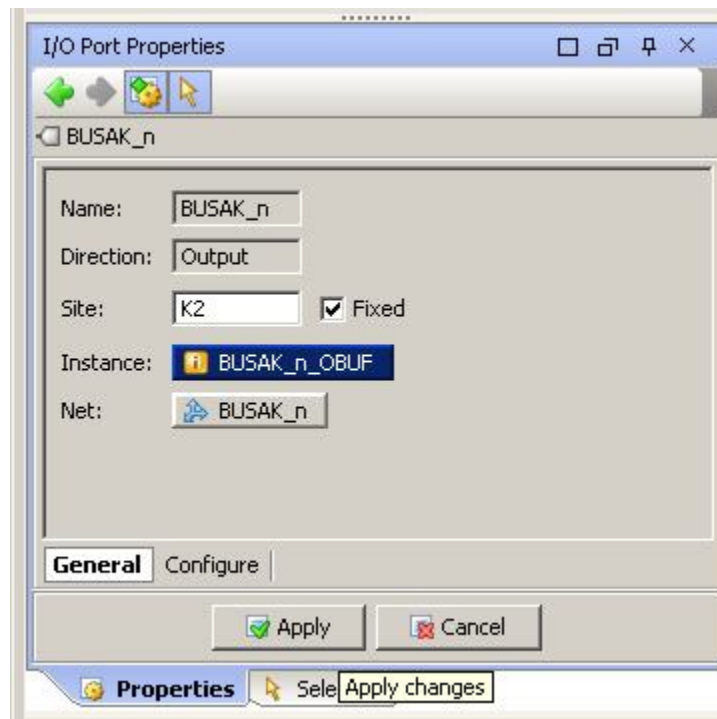 I/O Port Properties
BUSAK_n
Name: BUSAK_n
Direction: Output
Site: K2 Fixed
Instance: BUSAK_n_OBUF
Net: BUSAK_n
General Configure
Apply Cancel
Properties Sele
Apply changes